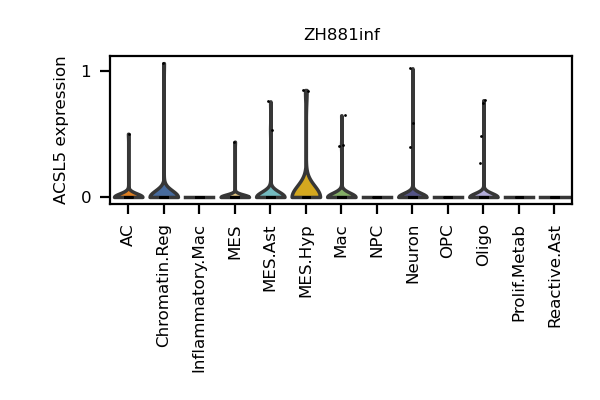 ZH881inf
ACSL5 expression
1
0
AC
Chromatin.Reg
Inflammatory.Mac
MES
MES.Ast
MES.Hyp
Mac
NPC
Neuron
OPC
Oligo
Prolif.Metab
Reactive.Ast